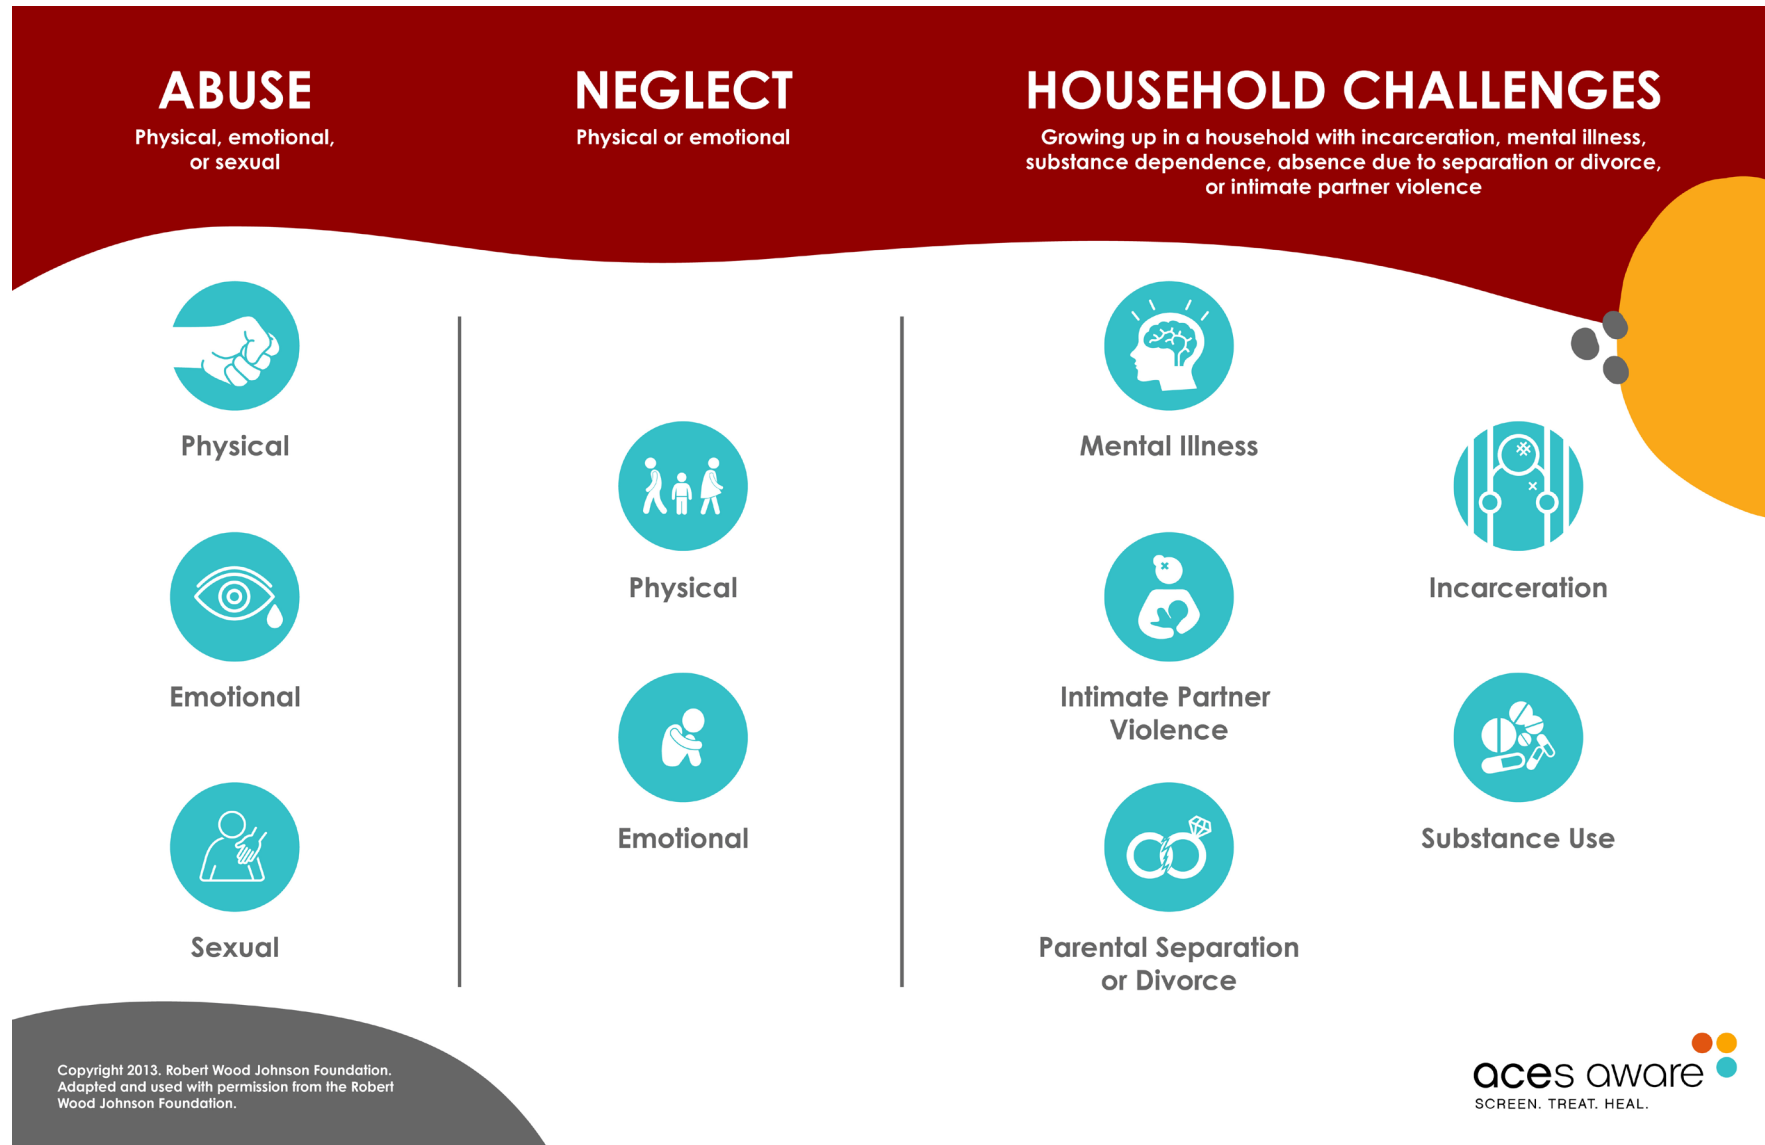 ABUSE
Physical, emotional,
or sexual
NEGLECT
Physical or emotional
HOUSEHOLD CHALLENGES
Growing up in a household with incarceration, mental illness,
substance dependence, absence due to separation or divorce,
or intimate partner violence
Physical
Emotional
Sexual
Physical
Emotional
Mental Illness
Intimate Partner
Violence
Parental Separation
or Divorce
Incarceration
Substance Use
Copyright 2013. Robert Wood Johnson Foundation.
Adapted and used with permission from the Robert
Wood Johnson Foundation.
aces aware
SCREEN. TREAT. HEAL.